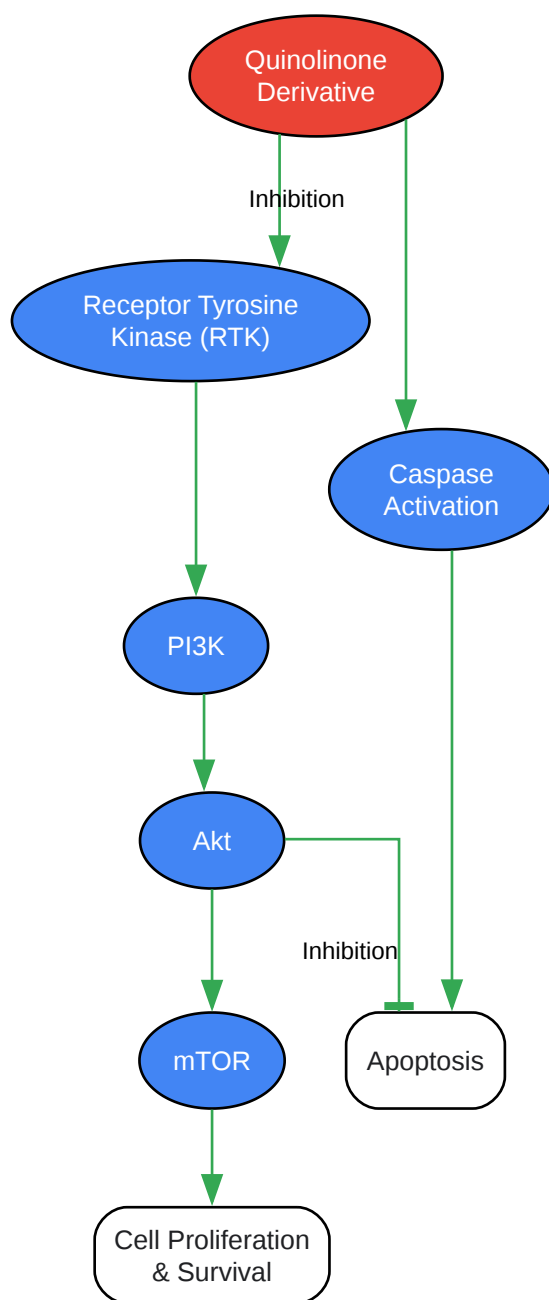 Quinolinone
Derivative
Inhibition
Receptor Tyrosine
Kinase (RTK)
Caspase
Activation
PI3K
Akt
Inhibition
mTOR
Apoptosis
Cell Proliferation
& Survival